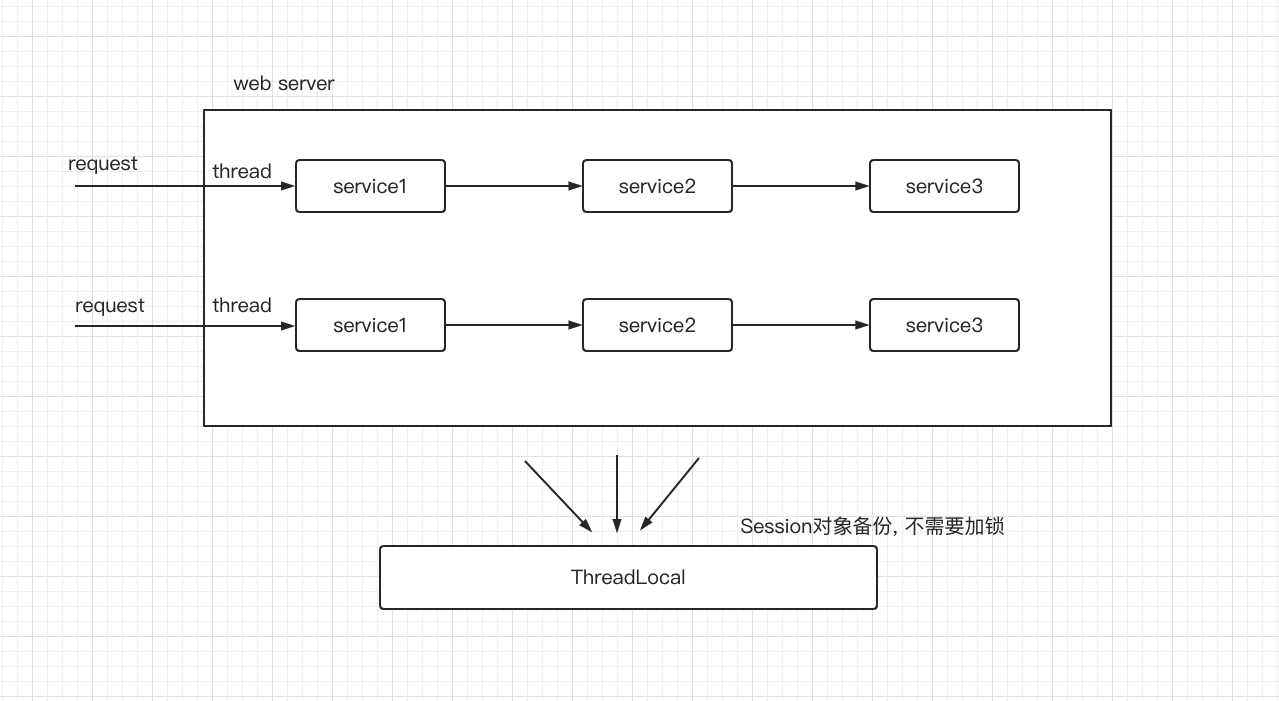 web server
request
thread
service1
service2
service3
request
thread
service1
service2
service3
Session对象备份, 不需要加锁
ThreadLocal